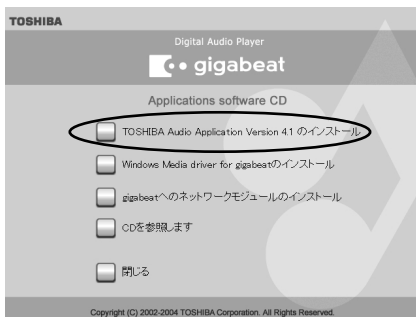 TOSHIBA
Digital Audio Player
gigabeat
Applications software CD
TOSHIBA Audio Application Version 4.1 のインストール
Windows Media driver for gigabeatのインストール
gigabeatへのネットワークモジュールのインストール
CDを参照します
閉じる
Copyright (C) 2002-2004 TOSHIBA Corporation. All Rights Reserved.